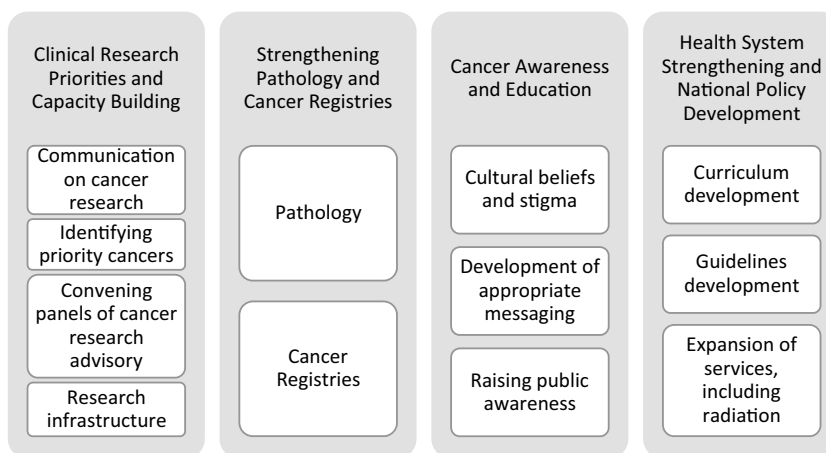 Clinical Research
Priorities and
Capacity Building
Communication
on cancer
research
Identifying
priority cancers
Convening
panels of cancer
research
advisory
Research
infrastructure
Strengthening
Pathology and
Cancer Registries
Pathology
Cancer
Registries
Cancer Awareness
and Education
Cultural beliefs
and stigma
Development of
appropriate
messaging
Raising public
awareness
Health System
Strengthening and
National Policy
Development
Curriculum
development
Guidelines
development
Expansion of
services,
including
radiation